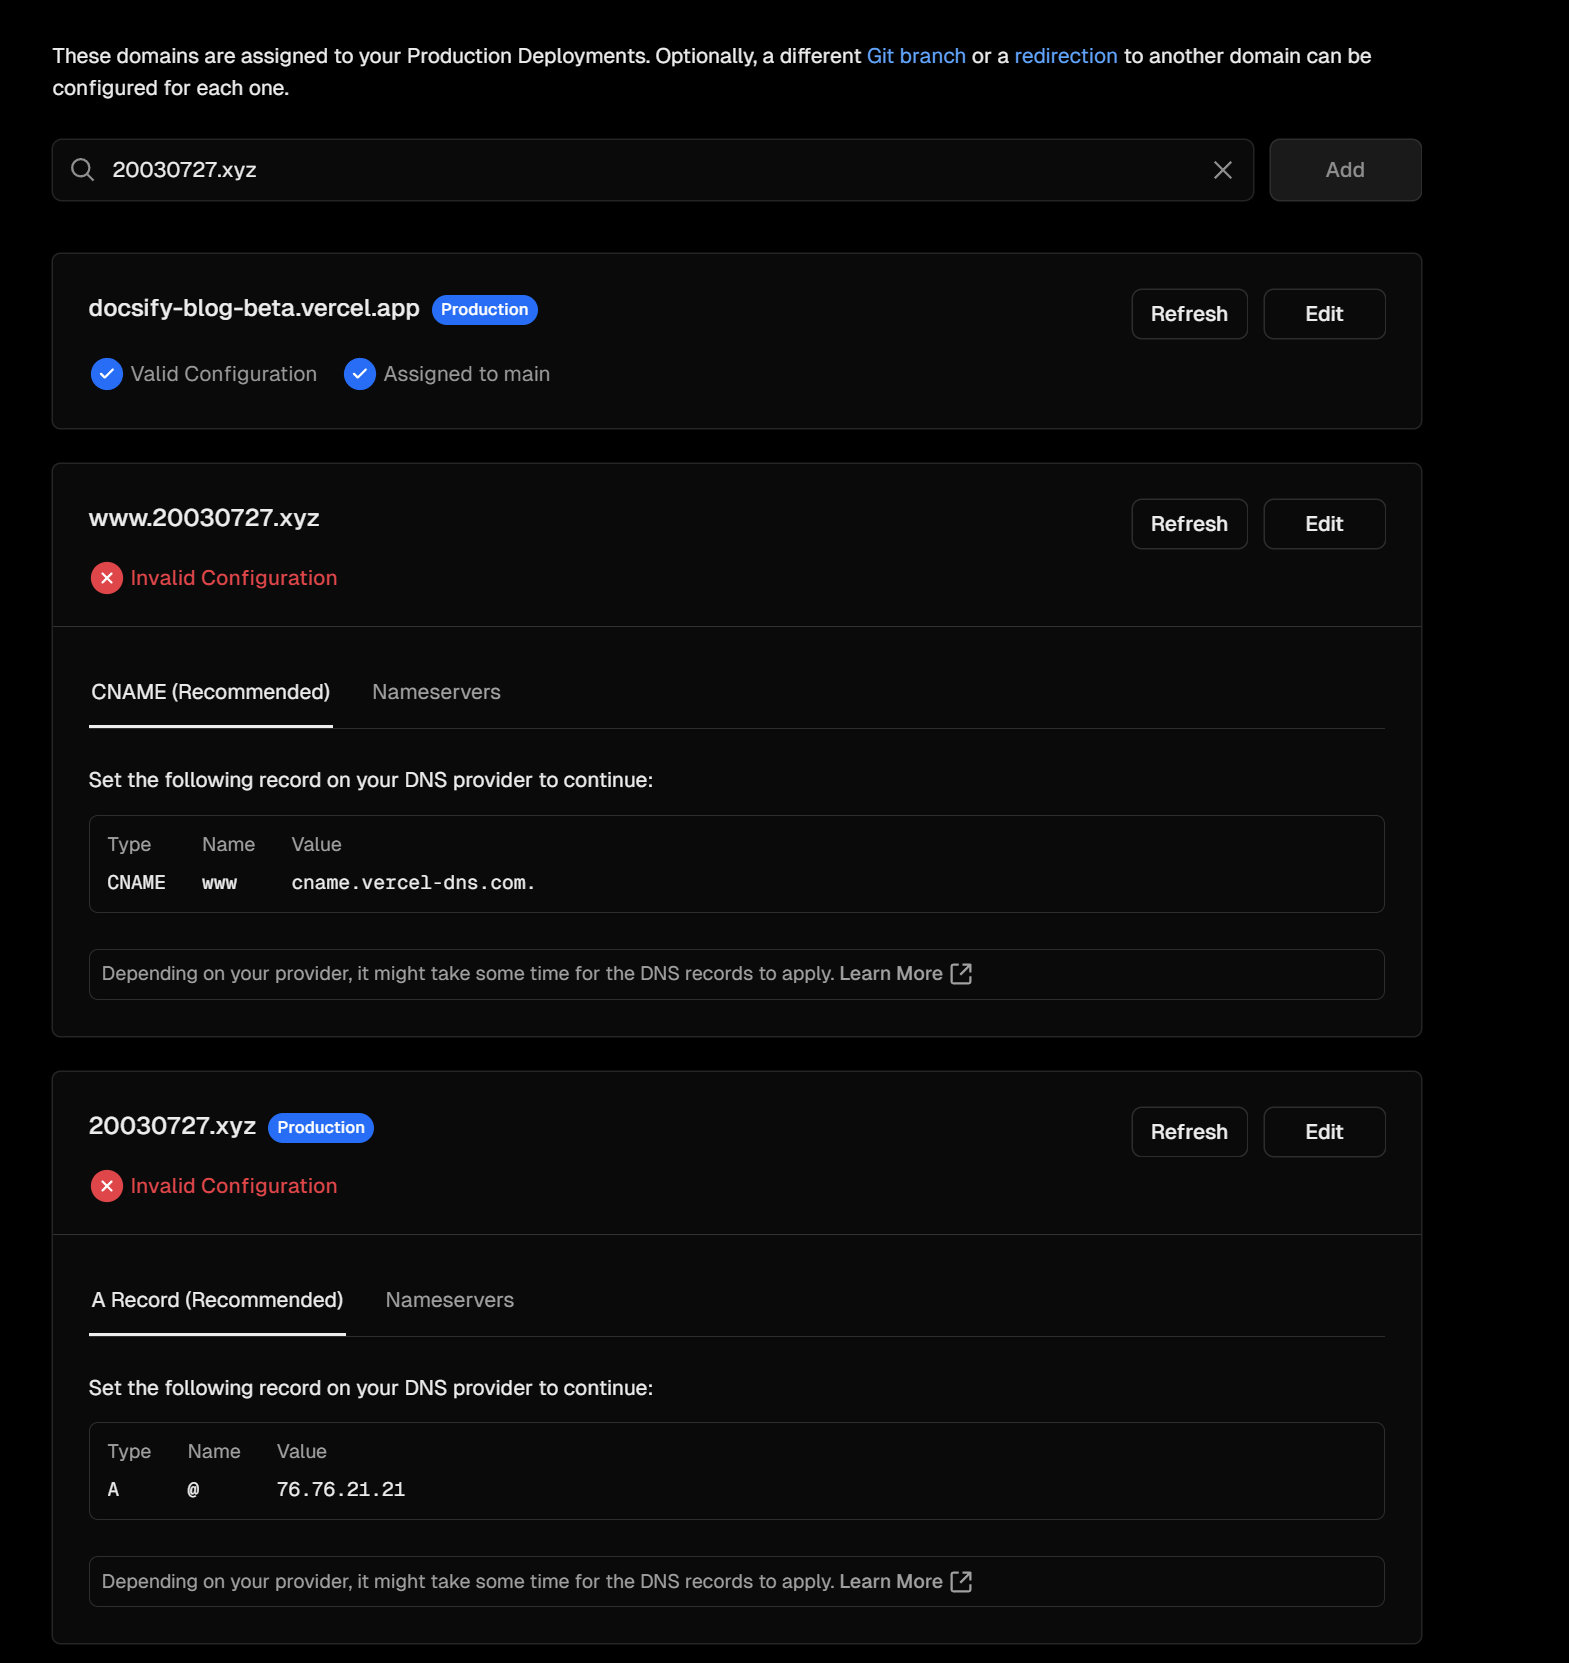 These domains are assigned to your Production Deployments. Optionally, a different Git branch or a redirection to another domain can be
configured for each one.
20030727.xyz
Add
docsify-blog-beta.vercel.app Production
Refresh Edit
Valid Configuration Assigned to main
www.20030727.xyz
Refresh Edit
Invalid Configuration
CNAME (Recommended) Nameservers
Set the following record on your DNS provider to continue:
Type Name Value
CNAME www cname.vercel-dns.com.
Depending on your provider, it might take some time for the DNS records to apply. Learn More
20030727.xyz Production
Refresh Edit
Invalid Configuration
A Record (Recommended) Nameservers
Set the following record on your DNS provider to continue:
Type Name Value
A @ 76.76.21.21
Depending on your provider, it might take some time for the DNS records to apply. Learn More